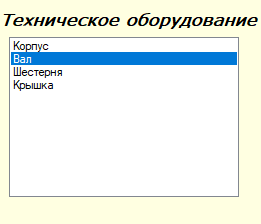 Техническое оборудование
Корпус
Вал
Шестерня
Крышка